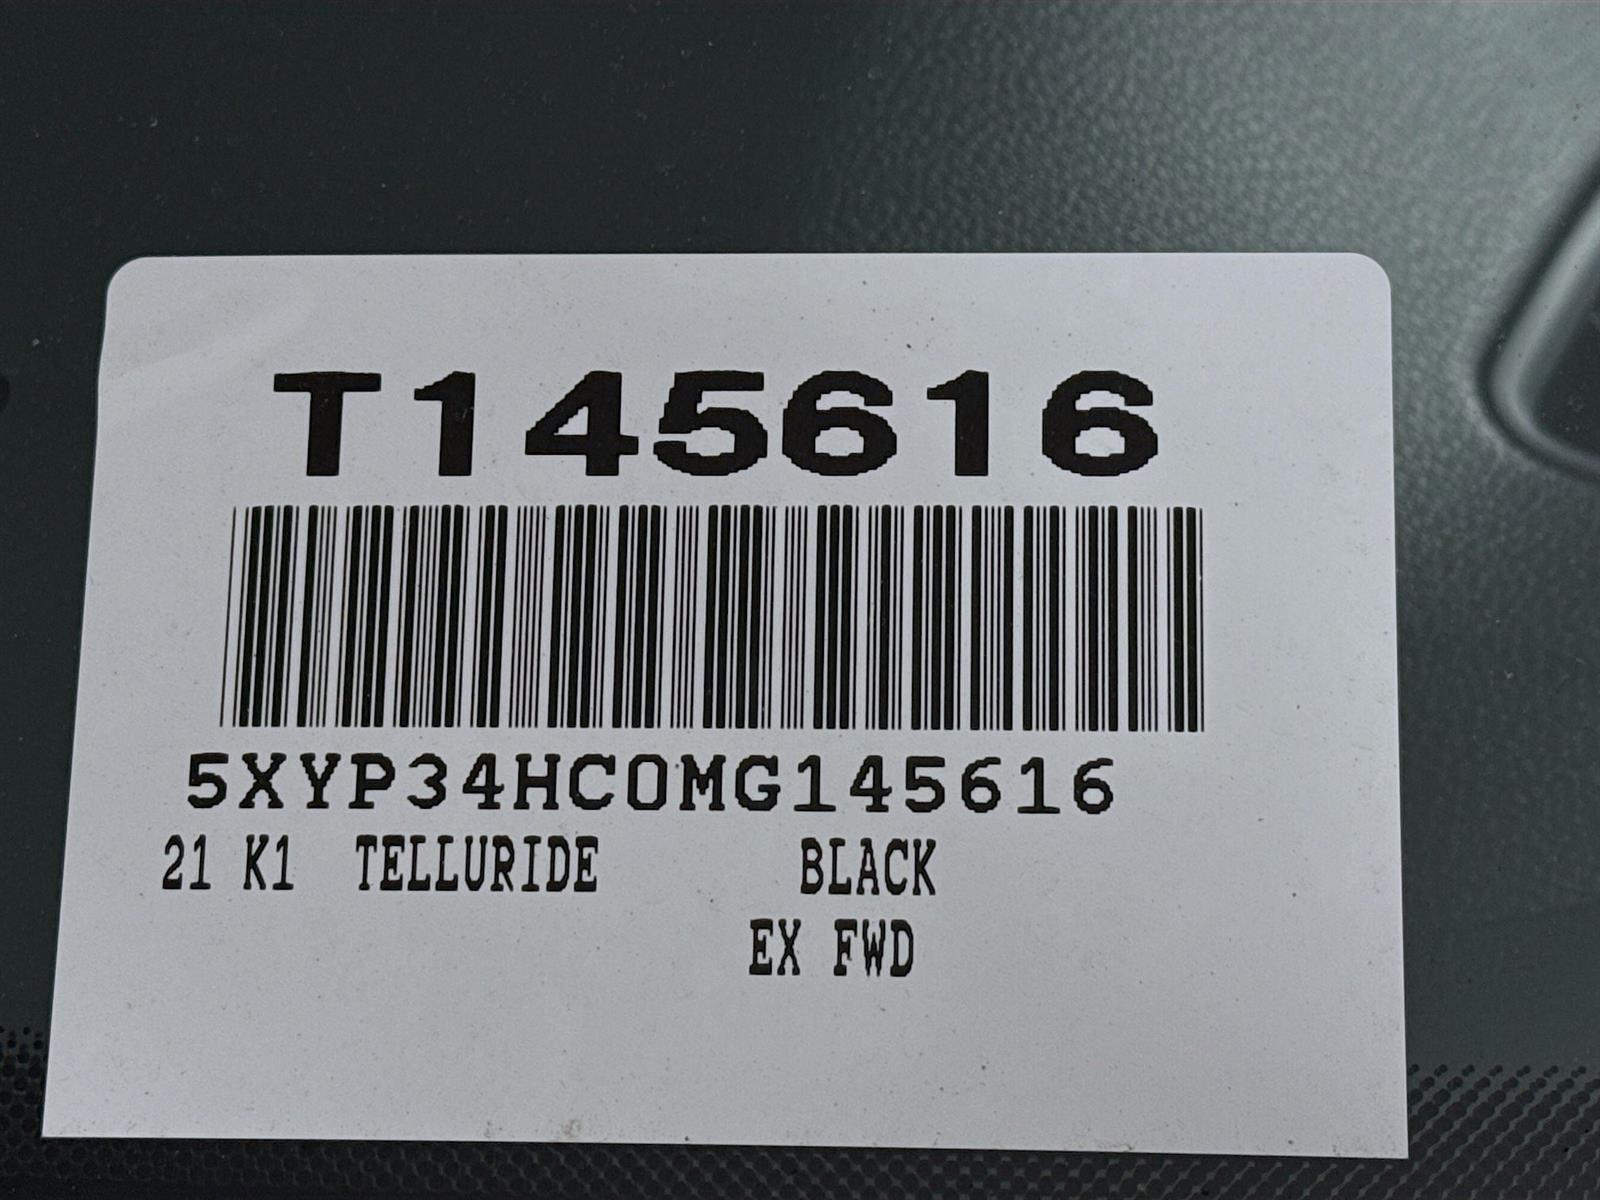 T145616
5XYP34HC0MG145616
21 K1 TELLURIDE BLACK
EX FWD